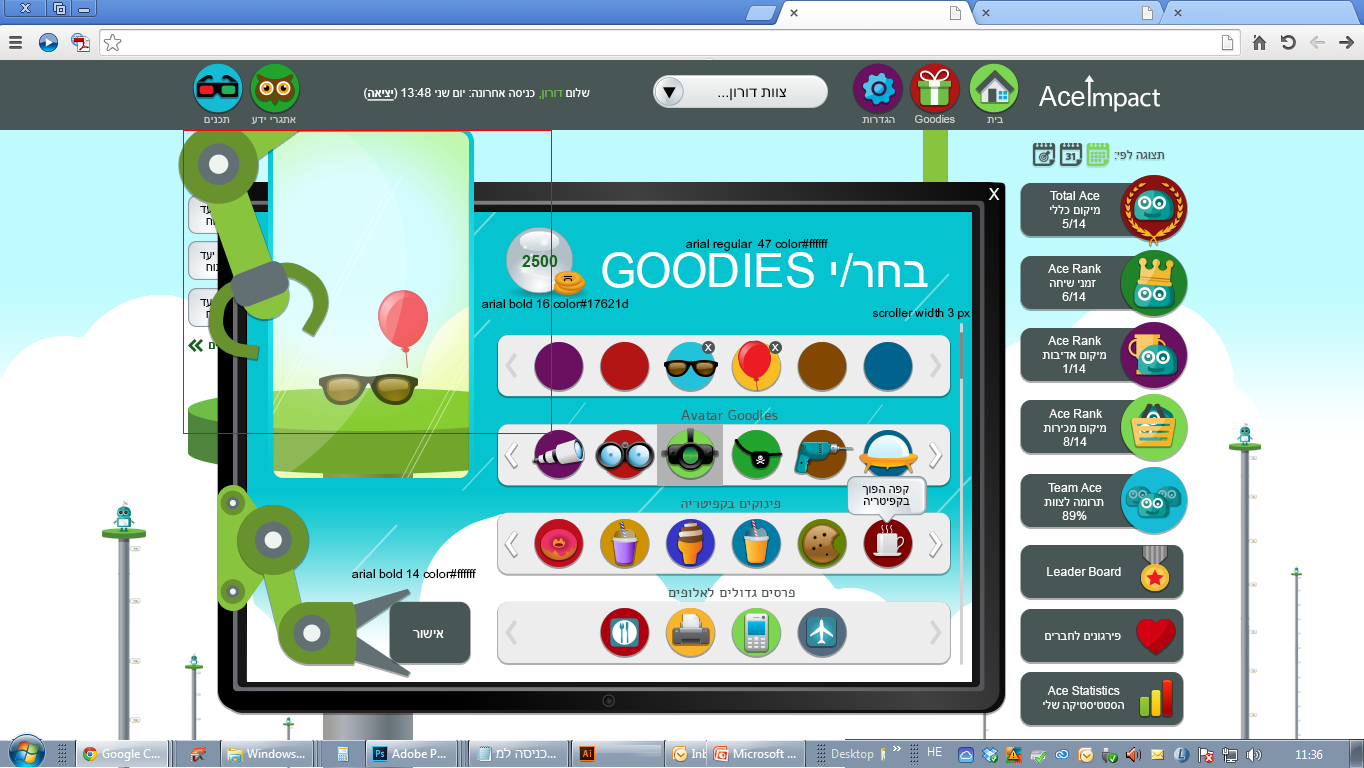 AceImpact
בית
Goodies
הגדרות
צוות דורון...
שלום דורון, כניסה אחרונה: יום שני 13:48 (יציאה)
אתגרי ידע
תכנים
תצוגה לפי:
31
Total Ace
מיקום כללי
5/14
Ace Rank
זמני שיחה
6/14
Ace Rank
מיקום אדיבות
1/14
Ace Rank
מיקום מכירות
8/14
Team Ace
תרומה לצוות
89%
Leader Board
פירגונים לחברים
Ace Statistics
הסטטיסטיקה שלי
X
arial regular 47 color#ffffff
בחר/י GOODIES
2500
arial bold 16 color#17621d
scroller width 3 px
X
X
Avatar Goodies
קפה הפוך
בקפיטריה
פינוקים בקפיטריה
פרסים גדולים לאלופים
arial bold 14 color#ffffff
אישור
Google C...
Windows...
Adobe P...
כניסה למ...
Inb
Microsoft ...
Desktop
HE
11:36